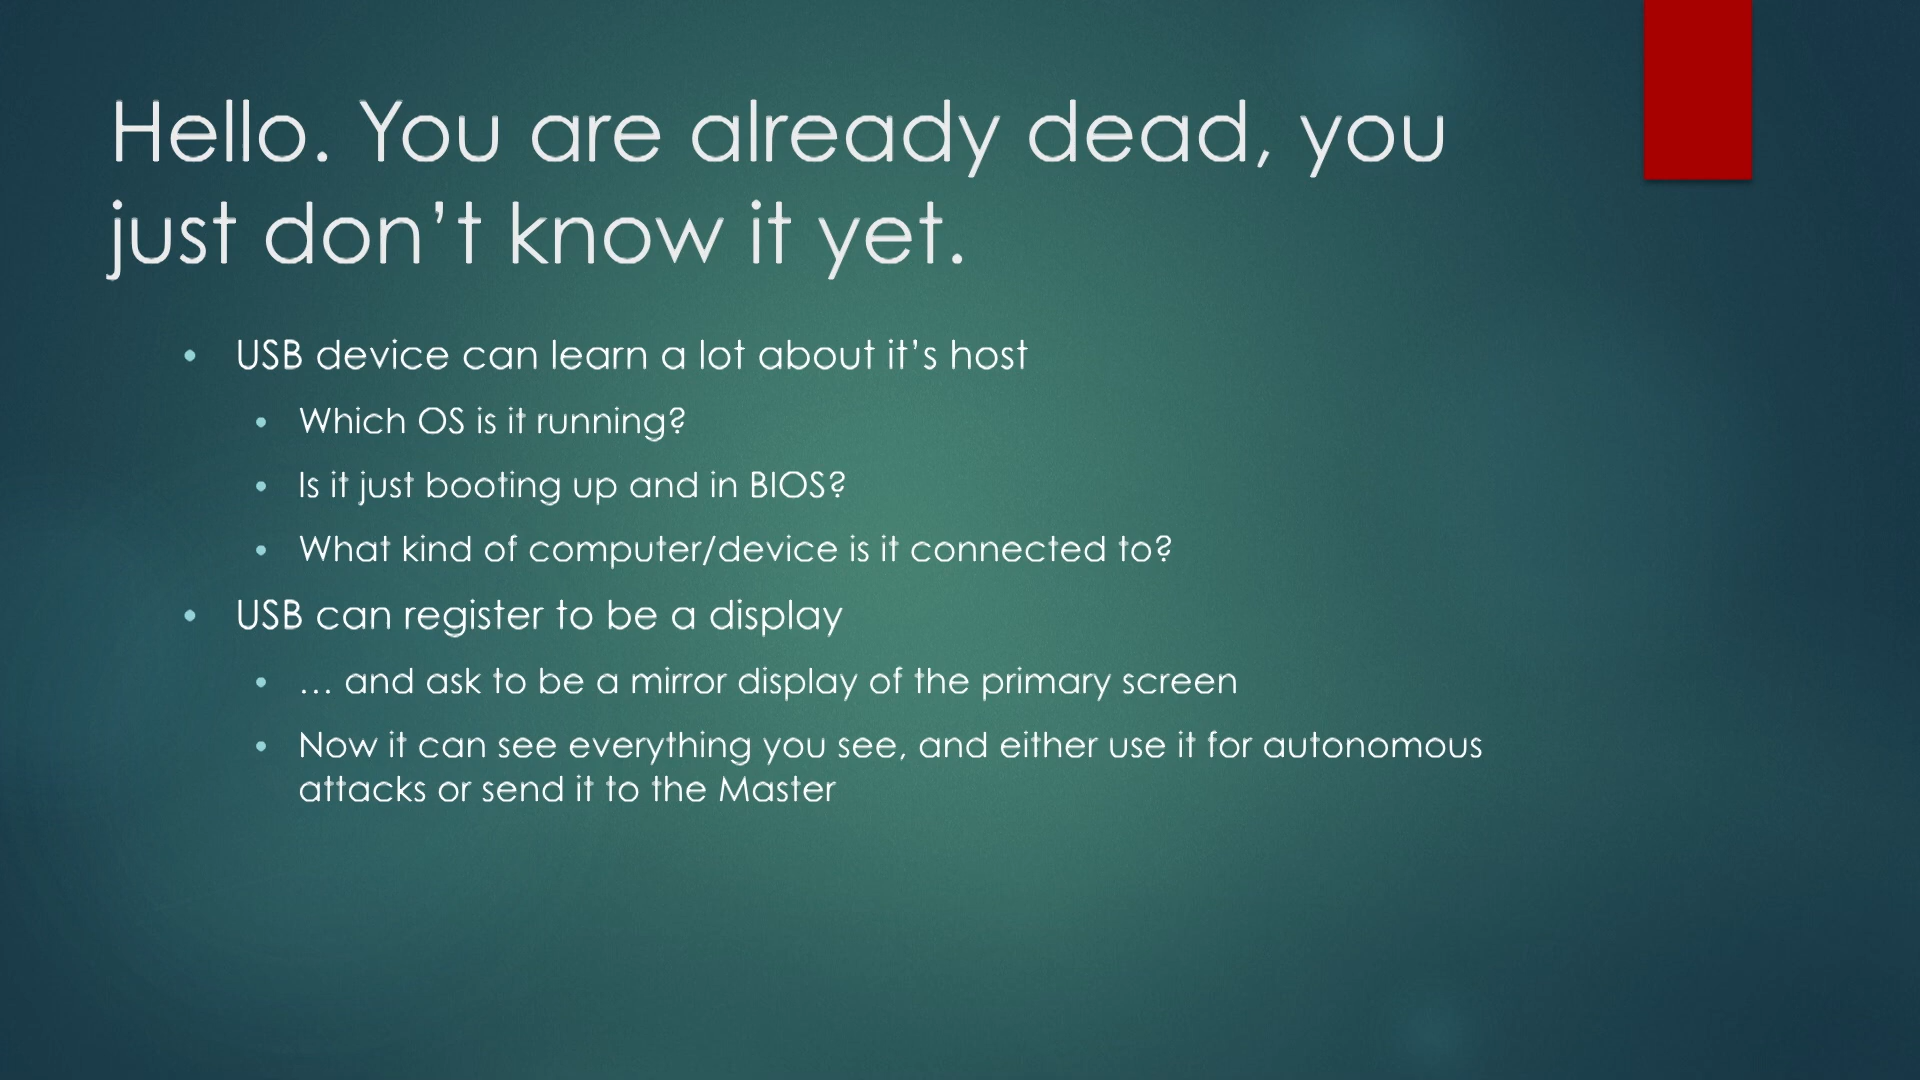 Hello. You are already dead, you
just don’t know it yet.
• USB device can learn a lot about it’s host
• Which OS is it running?
• Is it just booting up and in BIOS?
• What kind of computer/device is it connected to?
• USB can register to be a display
• … and ask to be a mirror display of the primary screen
• Now it can see everything you see, and either use it for autonomous
attacks or send it to the Master